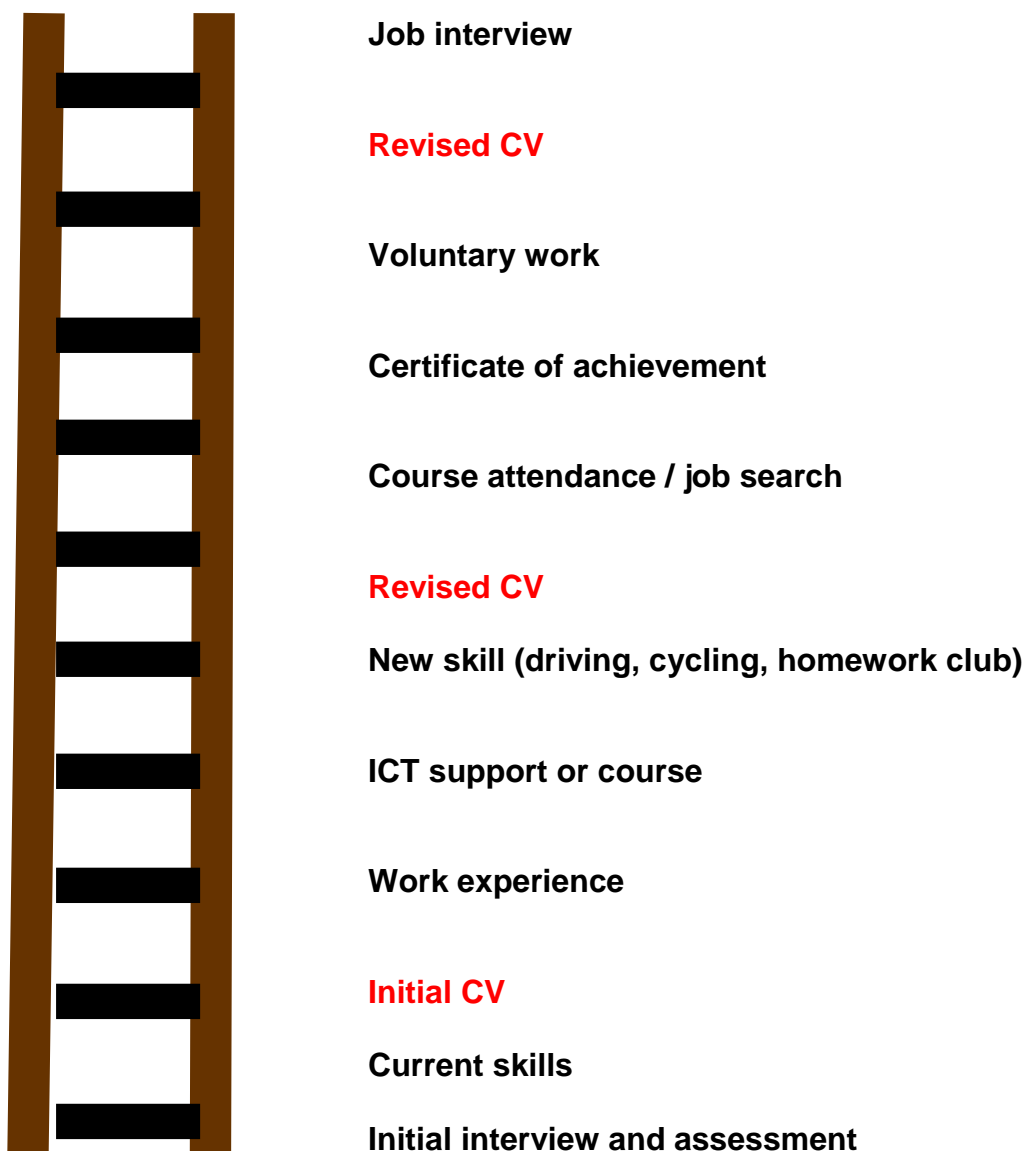 Job interview
Revised CV
Voluntary work
Certificate of achievement
Course attendance / job search
Revised CV
New skill (driving, cycling, homework club)
ICT support or course
Work experience
Initial CV
Current skills
Initial interview and assessment